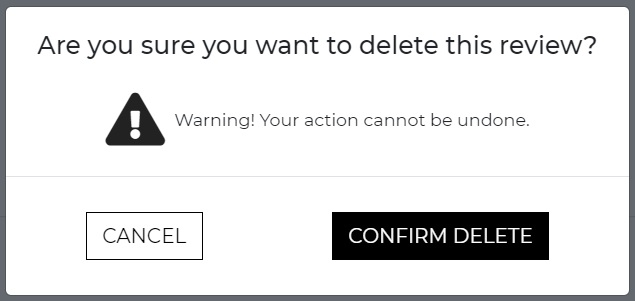 Are you sure you want to delete this review?
Warning! Your action cannot be undone.
CANCEL
CONFIRM DELETE